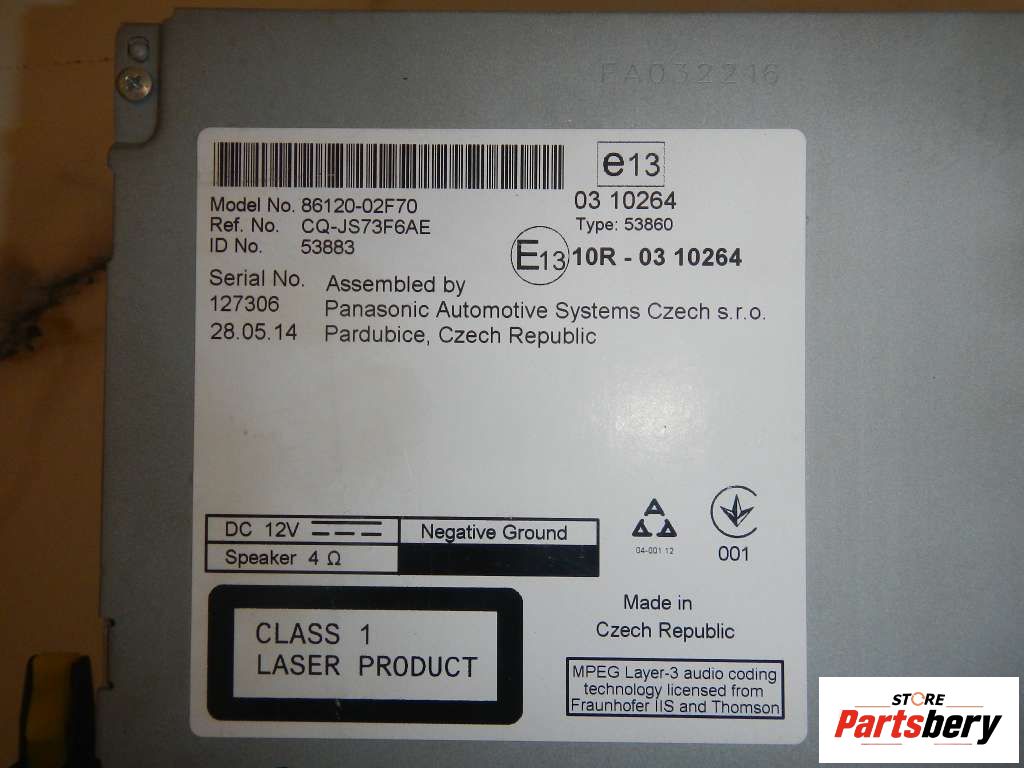 FA032216
e13
03 10264
Type: 53860
Model No. 86120-02F70
Ref. No. CQ-JS73F6AE
ID No. 53883
E13 10R - 03 10264
Serial No.
127306
28.05.14
Assembled by
Panasonic Automotive Systems Czech s.r.o.
Pardubice, Czech Republic
DC 12V
Negative Ground
Speaker 4 Ω
04-001 12
001
CLASS 1
LASER PRODUCT
Made in
Czech Republic
MPEG Layer-3 audio coding
technology licensed from
Fraunhofer IIS and Thomson
STORE
Partsbery